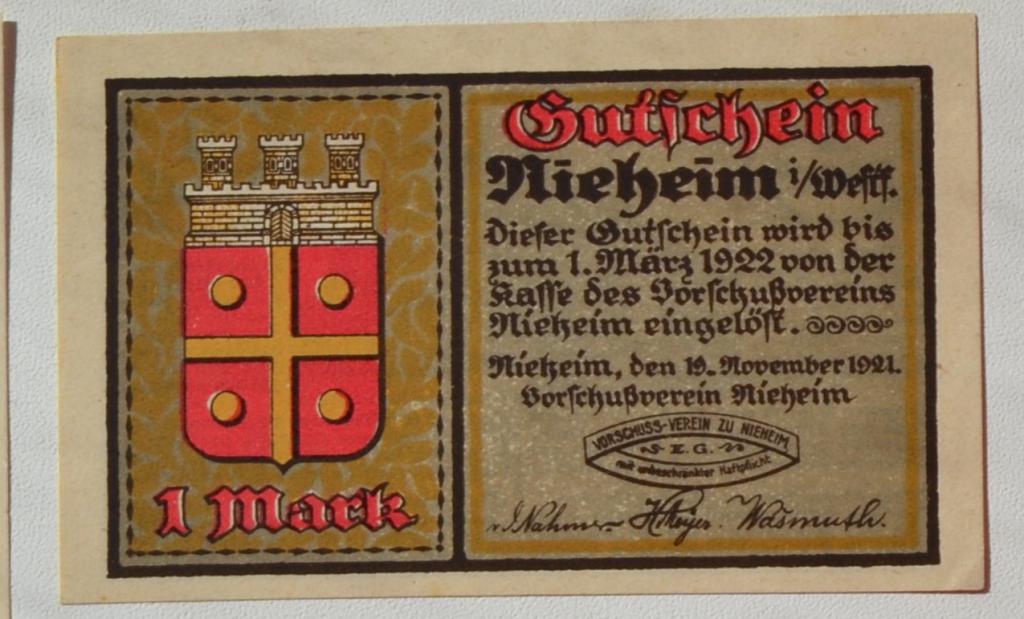 1 Mark
Gutschein
Nieheim i/Westf.
Dieser Gutschein wird bis
zum 1. März 1922 von der
Kasse des Vorschußvereins
Nieheim eingelöst.
Nieheim, den 19. November 1921.
Vorschußverein Nieheim
VORSCHUSS-VEREIN ZU NIEHEIM
E. G.
mit unbeschränkter Haftpflicht
H Meyer. Wasmuth.